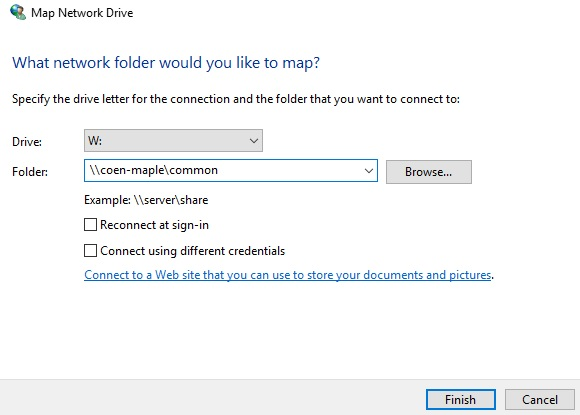 Map Network Drive
What network folder would you like to map?
Specify the drive letter for the connection and the folder that you want to connect to:
Drive: W:
Folder: \\coen-maple\common Browse...
Example: \\server\share
Reconnect at sign-in
Connect using different credentials
Connect to a Web site that you can use to store your documents and pictures.
Finish Cancel